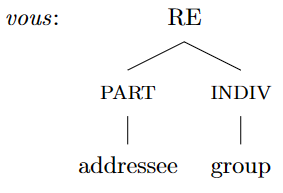 vous: RE
PART INDIV
addressee group